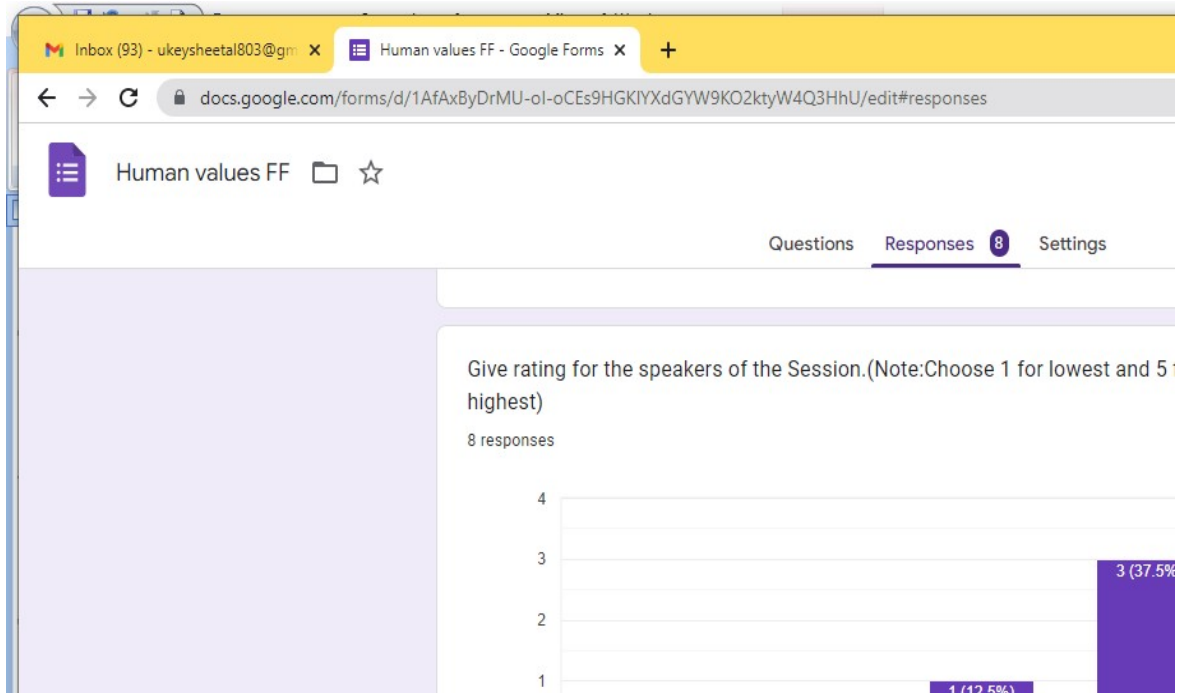 Inbox (93) - ukeysheetal803@gm
Human values FF - Google Forms
docs.google.com/forms/d/1AfAxByDrMU-oI-oCEs9HGKIYXdGYW9KO2ktyW4Q3HhU/edit#responses
Human values FF
Questions Responses 8 Settings
Give rating for the speakers of the Session.(Note:Choose 1 for lowest and 5
highest)
8 responses
4
3
3 (37.5%
2
1
1 (12.5%)